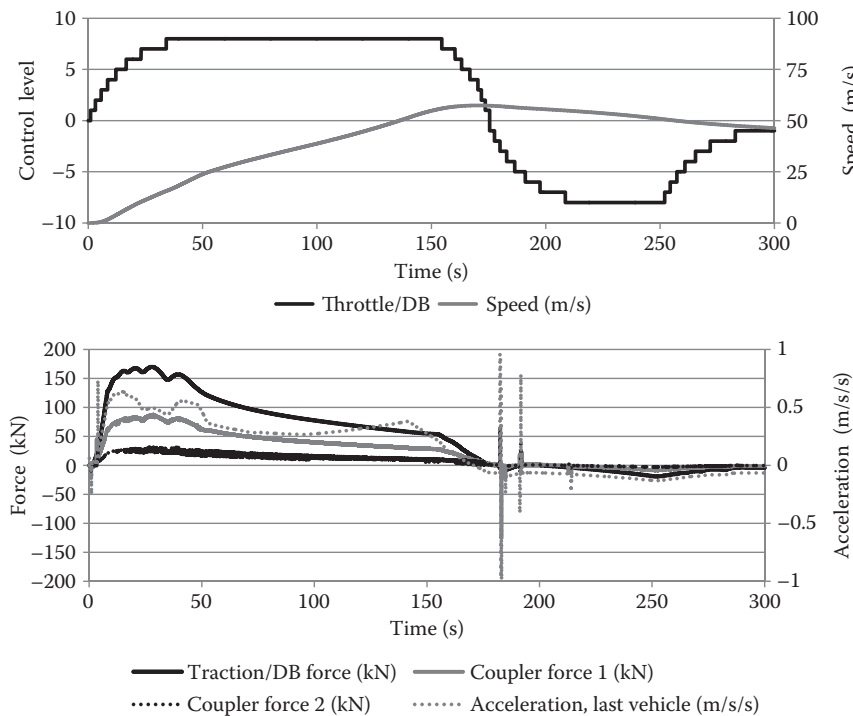 10
5
0
−5
−10
Control level
100
75
50
25
0
Speed (m/s)
0 50 100 150 200 250 300
Time (s)
Throttle/DB Speed (m/s)
200
150
100
50
0
−50
−100
−150
−200
Force (kN)
1
0.5
0
−0.5
−1
Acceleration (m/s/s)
0 50 100 150 200 250 300
Time (s)
Traction/DB force (kN) Coupler force 1 (kN)
Coupler force 2 (kN) Acceleration, last vehicle (m/s/s)